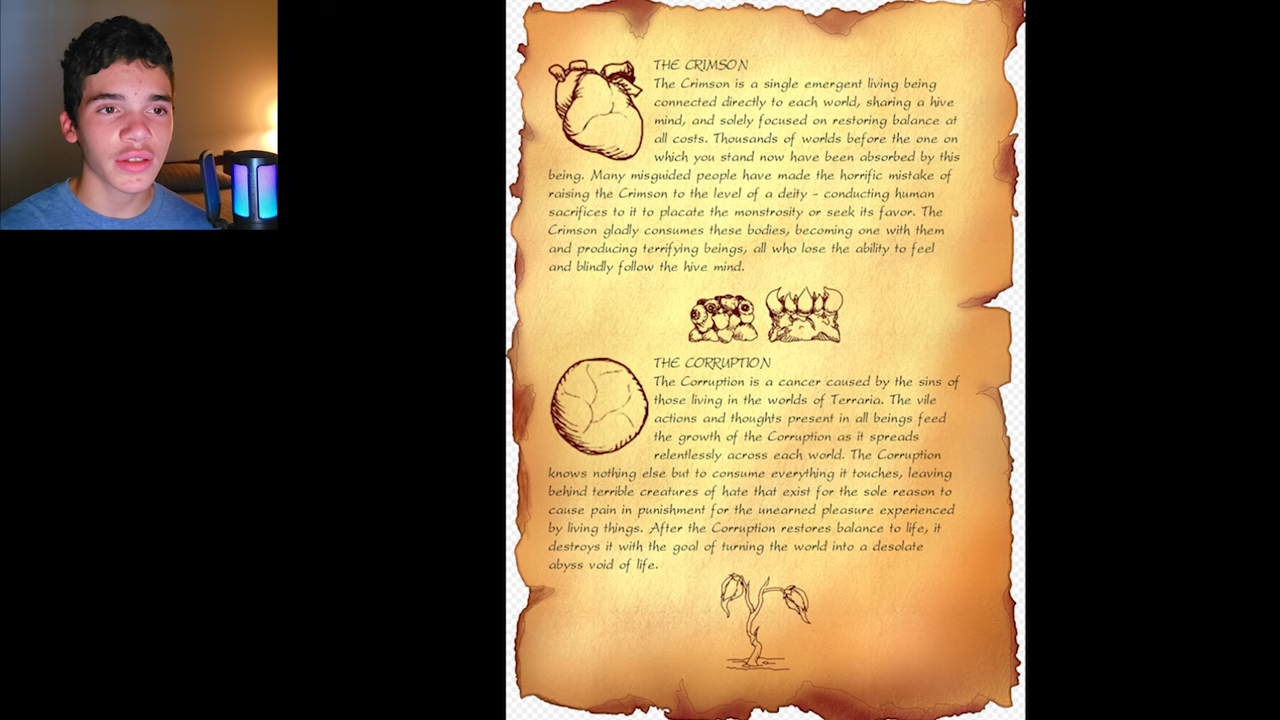 THE CRIMSON
The Crimson is a single emergent living being
connected directly to each world, sharing a hive
mind, and solely focused on restoring balance at
all costs. Thousands of worlds before the one on
which you stand now have been absorbed by this
being. Many misguided people have made the horrific mistake of
raising the Crimson to the level of a deity - conducting human
sacrifices to it to placate the monstrosity or seek its favor. The
Crimson gladly consumes these bodies, becoming one with them
and producing terrifying beings, all who lose the ability to feel
and blindly follow the hive mind.
THE CORRUPTION
The Corruption is a cancer caused by the sins of
those living in the worlds of Terraria. The vile
actions and thoughts present in all beings feed
the growth of the Corruption as it spreads
relentlessly across each world. The Corruption
knows nothing else but to consume everything it touches, leaving
behind terrible creatures of hate that exist for the sole reason to
cause pain in punishment for the unearned pleasure experienced
by living things. After the Corruption restores balance to life, it
destroys it with the goal of turning the world into a desolate
abyss void of life.